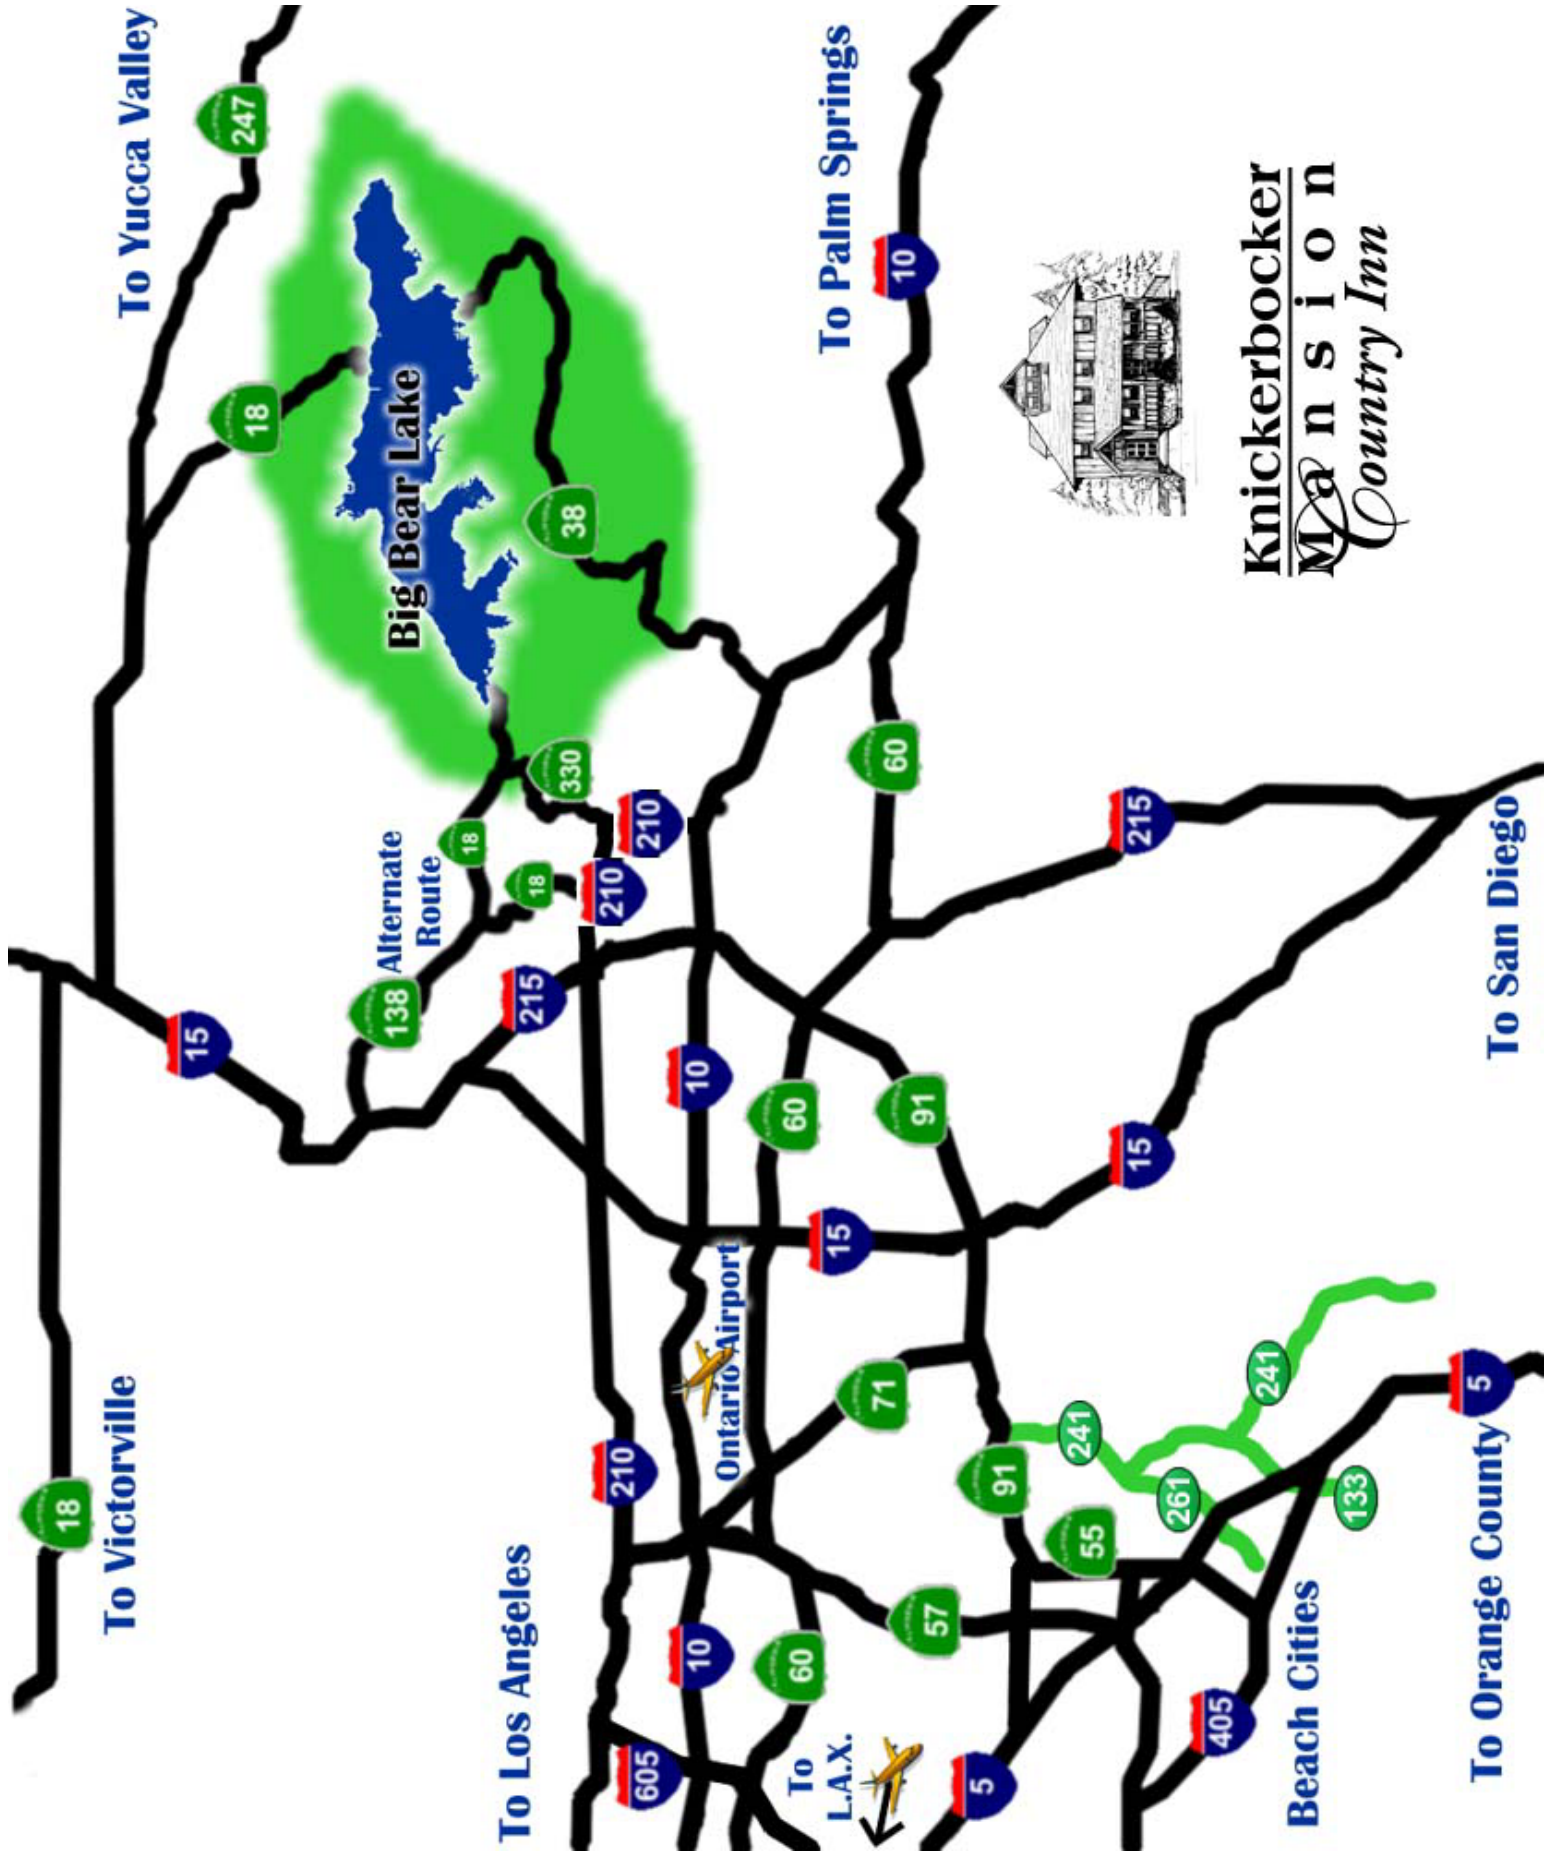 To Yucca Valley
247
18
Big Bear Lake
38
330
210
210
18
18
Alternate
Route
138
215
15
To Victorville
18
To Palm Springs
10
60
215
To San Diego
10
60
91
15
15
Ontario Airport
71
210
To Los Angeles
10
60
57
605
To
L.A.X.
5
91
55
241
241
261
133
5
405
Beach Cities
To Orange County
Knickerbocker
Mansion
Country Inn